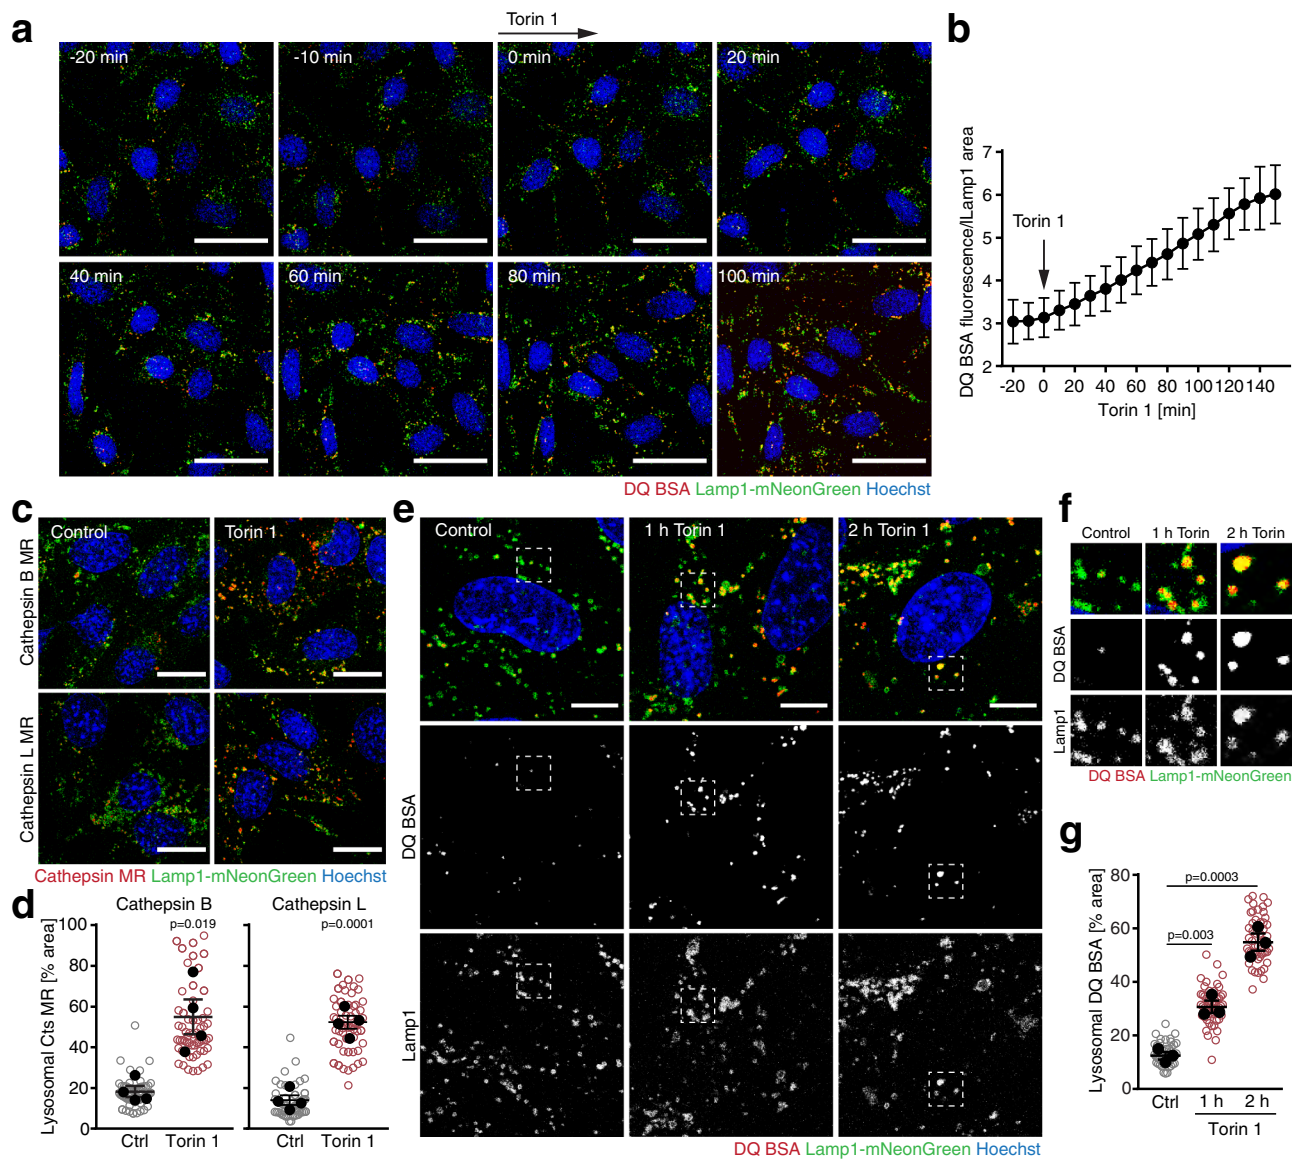 a
Torin 1
-20 min
-10 min
0 min
20 min
40 min
60 min
80 min
100 min
DQ BSA Lamp1-mNeonGreen Hoechst
b
DQ BSA fluorescence/Lamp1 area
7
6
5
4
3
2
Torin 1
-20 0 20 40 60 80 100 120 140
Torin 1 [min]
c
Control
Torin 1
Cathepsin B MR
Cathepsin L MR
Cathepsin MR Lamp1-mNeonGreen Hoechst
d
Lysosomal Cts MR [% area]
Cathepsin B
Cathepsin L
p=0.019
p=0.0001
100
80
60
40
20
0
Ctrl Torin 1
Ctrl Torin 1
e
Control
1 h Torin 1
2 h Torin 1
DQ BSA
Lamp1
DQ BSA Lamp1-mNeonGreen Hoechst
f
Control
1 h Torin
2 h Torin
DQ BSA
Lamp1
DQ BSA Lamp1-mNeonGreen
g
Lysosomal DQ BSA [% area]
80
60
40
20
0
p=0.0003
p=0.003
Ctrl 1 h 2 h
Torin 1